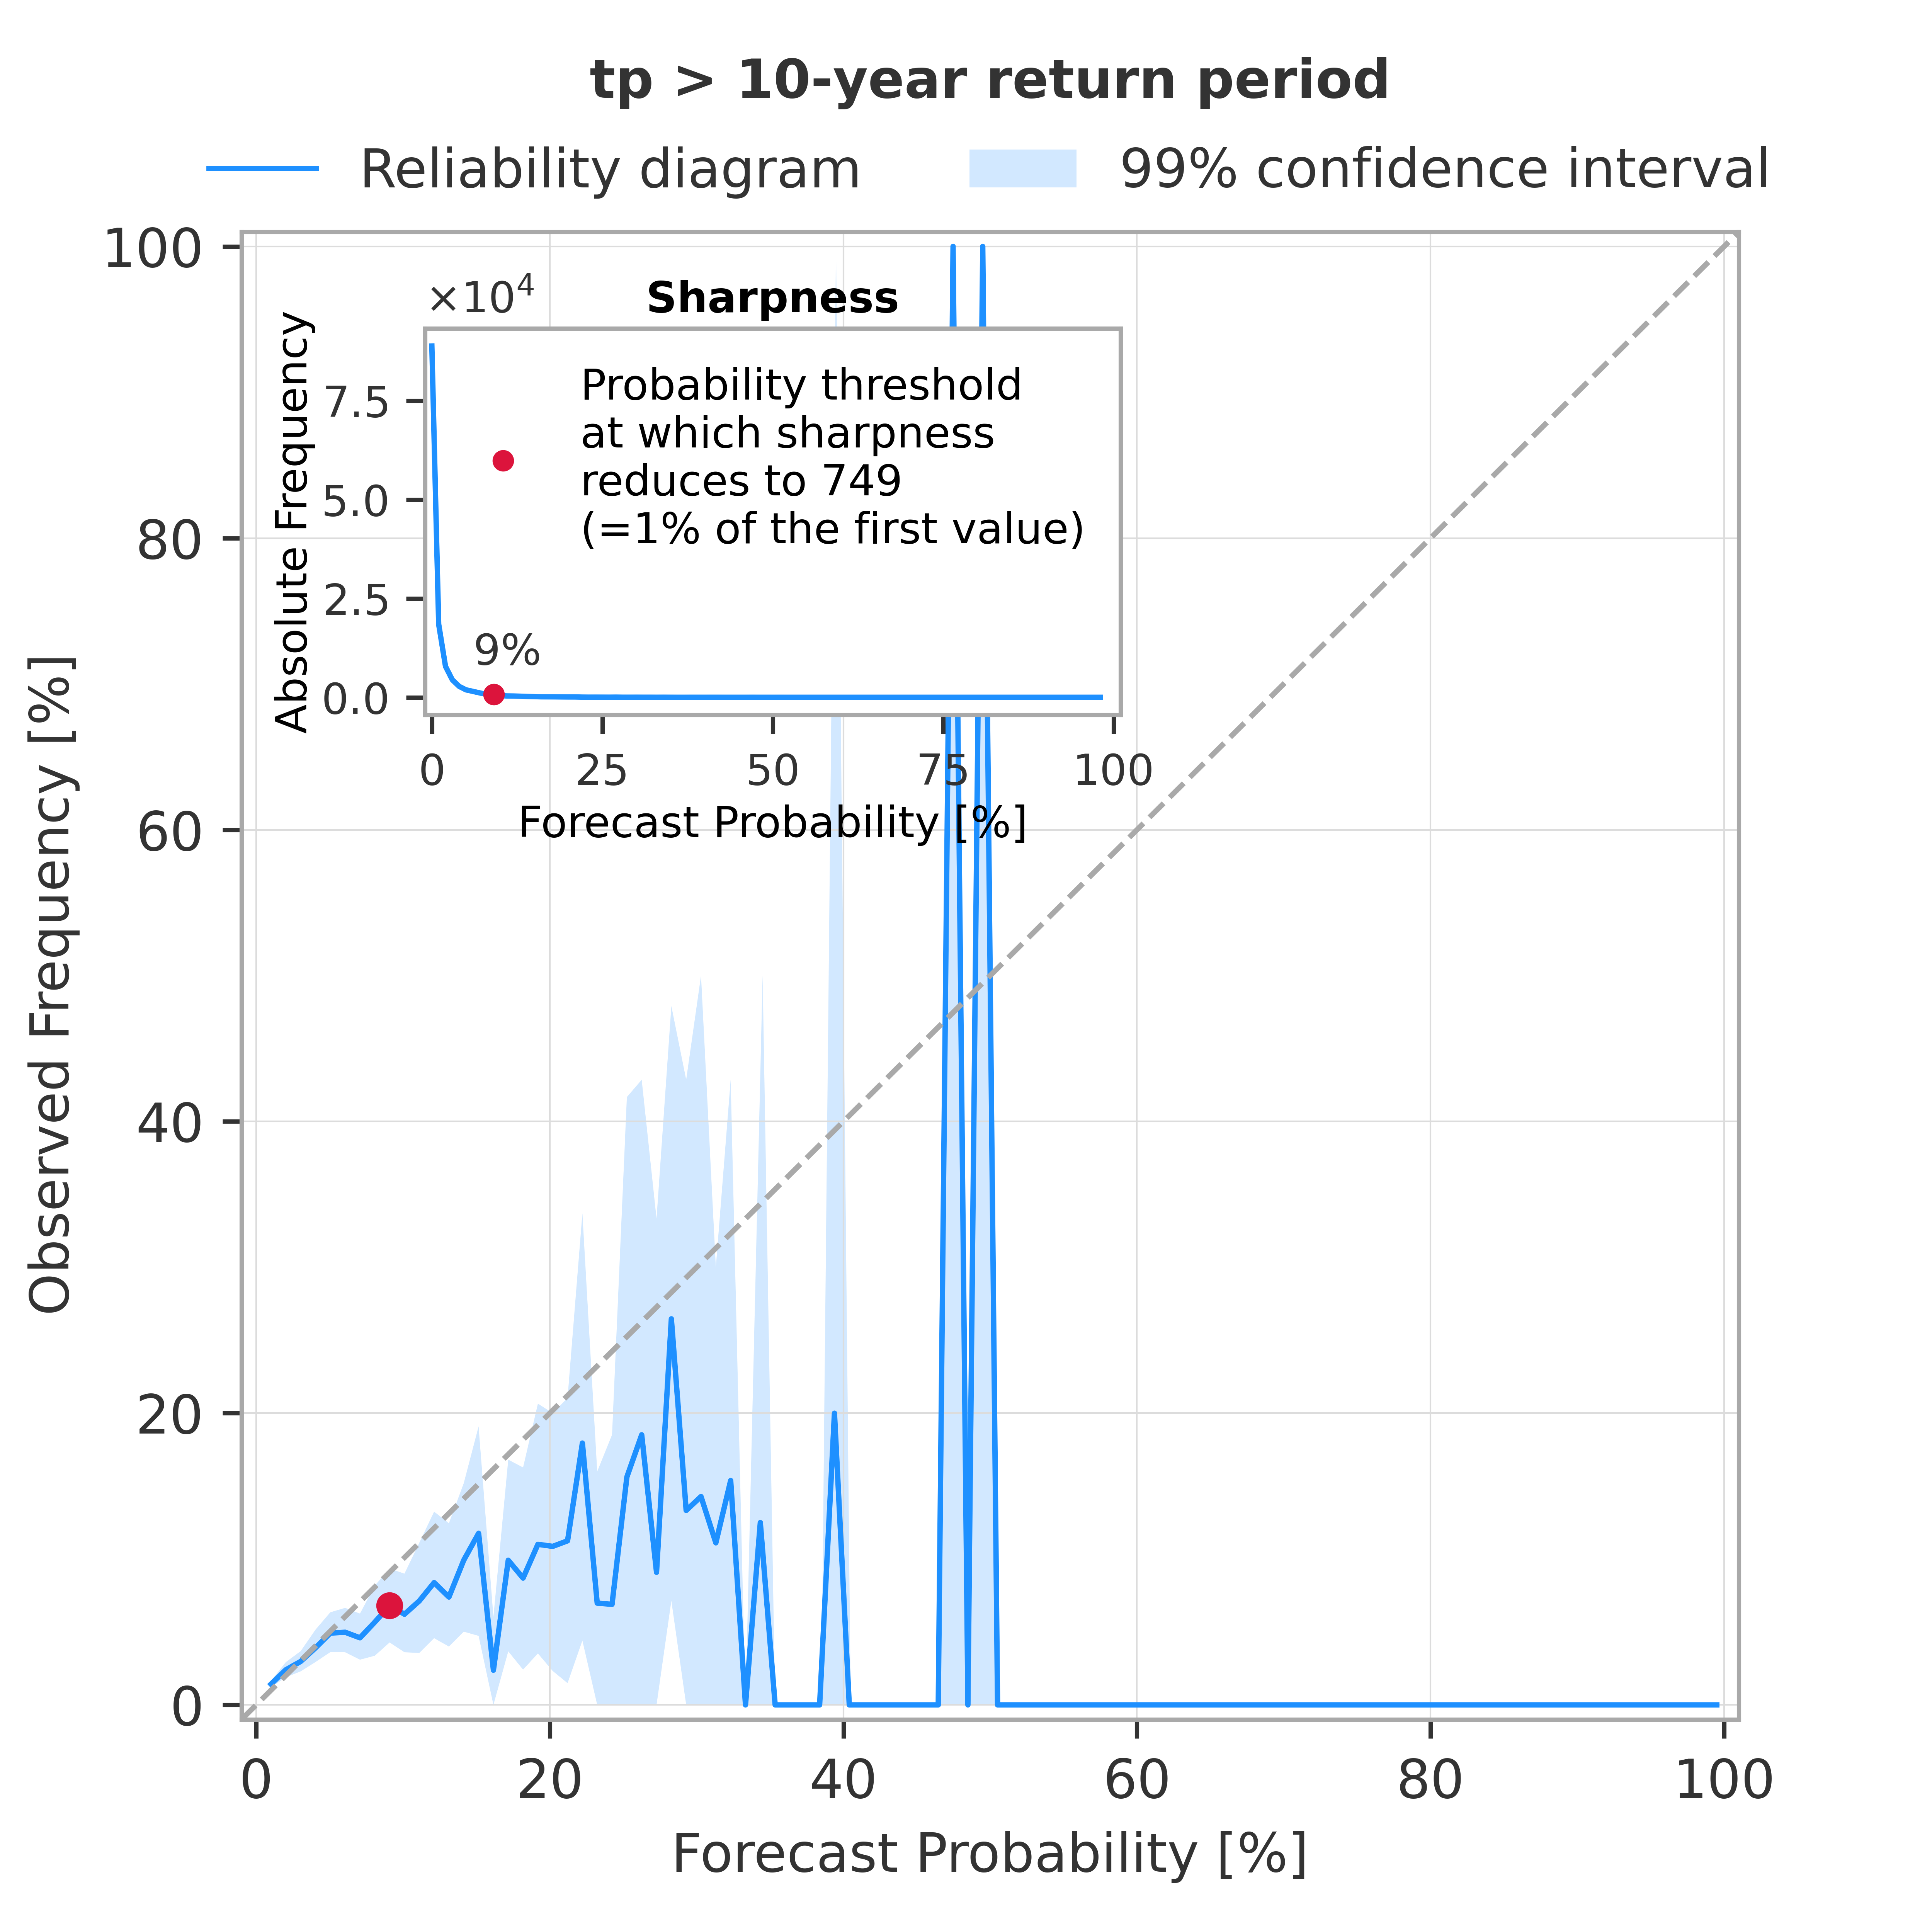 tp > 10-year return period
Reliability diagram
99% confidence interval
Observed Frequency [%]
100
80
60
40
20
0
×10⁴
Sharpness
Absolute Frequency
7.5
5.0
2.5
0.0
Probability threshold
at which sharpness
reduces to 749
(=1% of the first value)
9%
0 25 50 75 100
Forecast Probability [%]
0 20 40 60 80 100
Forecast Probability [%]